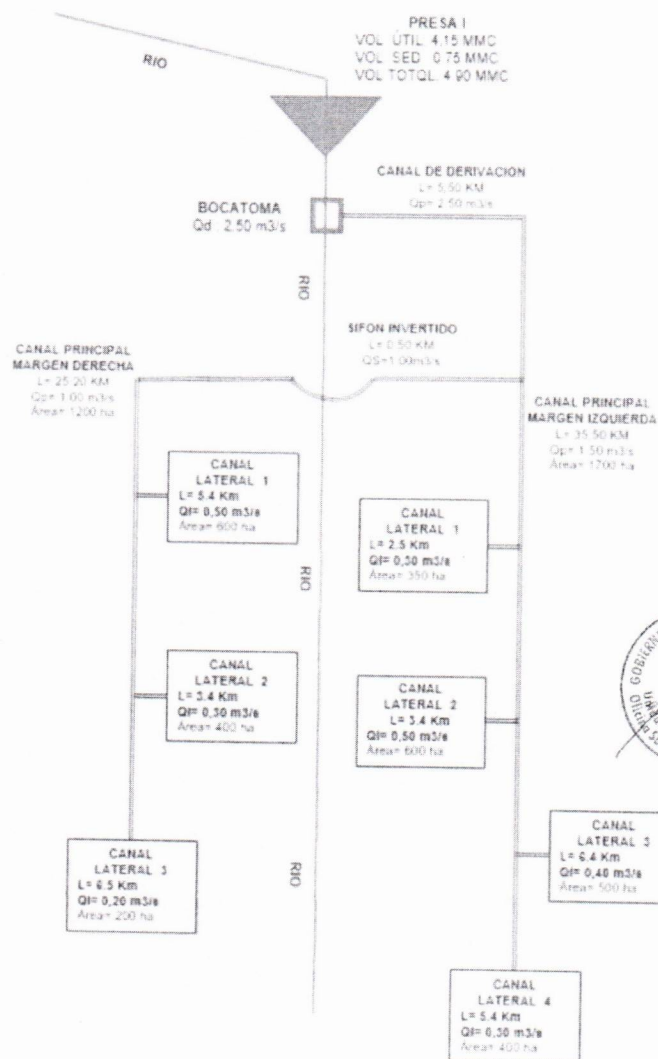 PRESA I
VOL. ÚTIL: 4.15 MMC
VOL. SED: 0.75 MMC
VOL TOTQL: 4.90 MMC
RIO
CANAL DE DERIVACION
L= 5,50 KM
Qp= 2,50 m3/s
BOCATOMA
Qd : 2.50 m3/s
RIO
SIFON INVERTIDO
L= 0.50 KM
QS=1.00m3/s
CANAL PRINCIPAL
MARGEN DERECHA
L= 25.20 KM
Qp= 1.00 m3/s
Area= 1200 ha
CANAL PRINCIPAL
MARGEN IZQUIERDA
L= 35.50 KM
Qp= 1.50 m3/s
Area= 1700 ha
CANAL
LATERAL 1
L= 5.4 Km
Ql= 0,50 m3/s
Area= 600 ha
CANAL
LATERAL 1
L= 2.5 Km
Ql= 0,30 m3/s
Area= 350 ha
RIO
CANAL
LATERAL 2
L= 3.4 Km
Ql= 0,30 m3/s
Area= 400 ha
CANAL
LATERAL 2
L= 3.4 Km
Ql= 0,50 m3/s
Area= 600 ha
GOBIERN
CANAL
LATERAL 3
L= 6.5 Km
Ql= 0,20 m3/s
Area= 200 ha
RIO
CANAL
LATERAL 3
L= 6.4 Km
Ql= 0,40 m3/s
Area= 500 ha
CANAL
LATERAL 4
L= 5.4 Km
Ql= 0,30 m3/s
Area= 400 ha